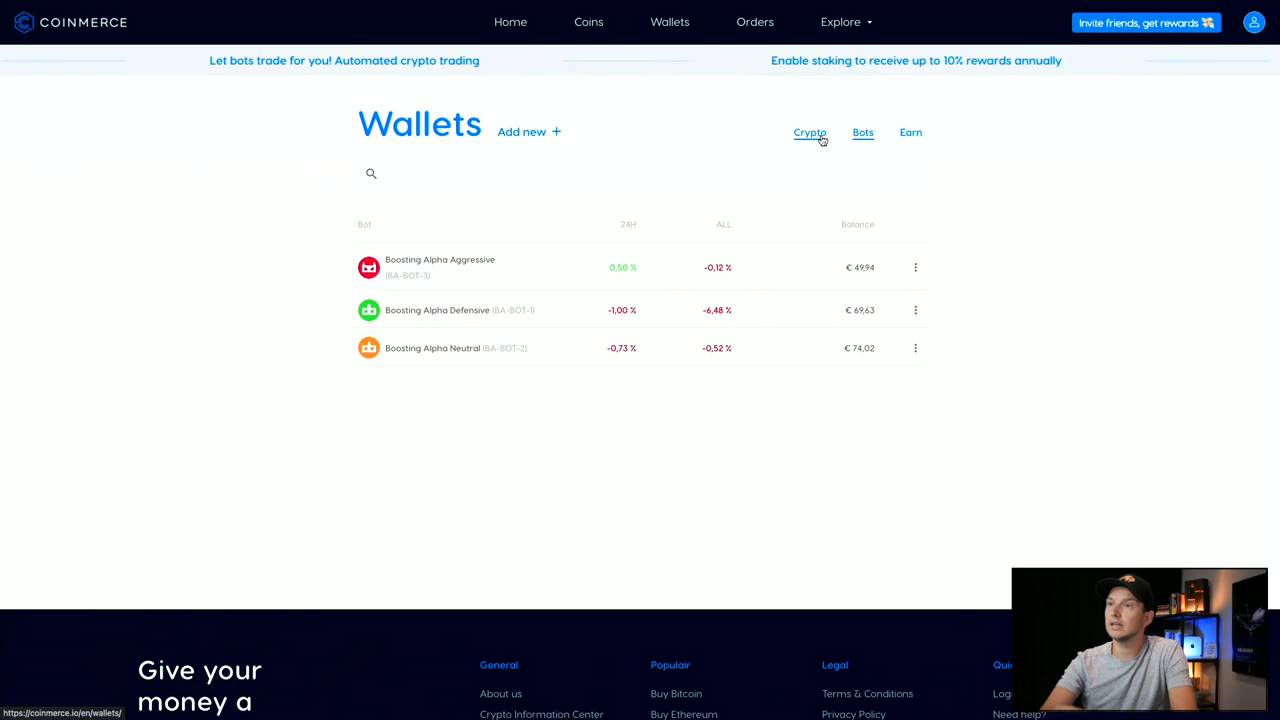 COINMERCE
Home
Coins
Wallets
Orders
Explore
Invite friends, get rewards 💸
Let bots trade for you! Automated crypto trading
Enable staking to receive up to 10% rewards annually
Wallets
Add new +
Crypto
Bots
Earn
Bot
24H
ALL
Balance
Boosting Alpha Aggressive
(BA-BOT-3)
0,50 %
-0,12 %
€ 49,94
Boosting Alpha Defensive (BA-BOT-1)
-1,00 %
-6,48 %
€ 69,63
Boosting Alpha Neutral (BA-BOT-2)
-0,73 %
-0,52 %
€ 74,02
Give your
money a
General
About us
Crypto Information Center
Populair
Buy Bitcoin
Buy Ethereum
Legal
Terms & Conditions
Privacy Policy
Need help?
https://coinmerce.io/en/wallets/